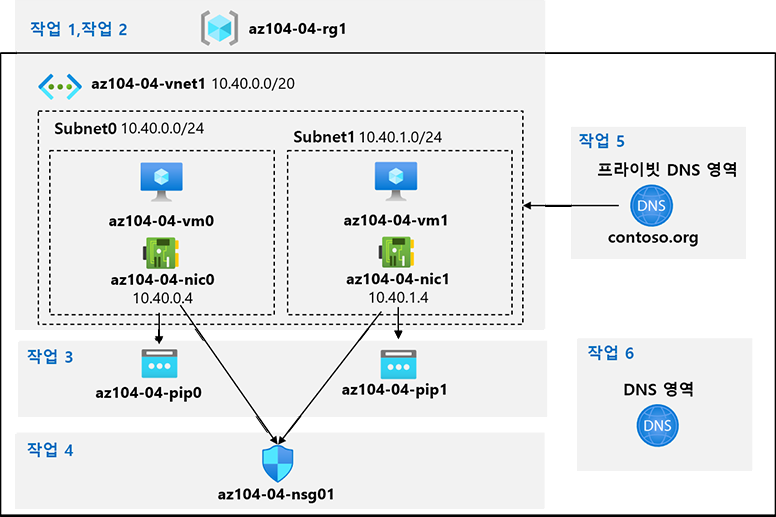 작업 1,작업 2
az104-04-rg1
az104-04-vnet1 10.40.0.0/20
Subnet0 10.40.0.0/24
Subnet1 10.40.1.0/24
az104-04-vm0
az104-04-vm1
az104-04-nic0
10.40.0.4
az104-04-nic1
10.40.1.4
작업 5
프라이빗 DNS 영역
DNS
contoso.org
작업 3
az104-04-pip0
az104-04-pip1
작업 6
DNS 영역
DNS
작업 4
az104-04-nsg01